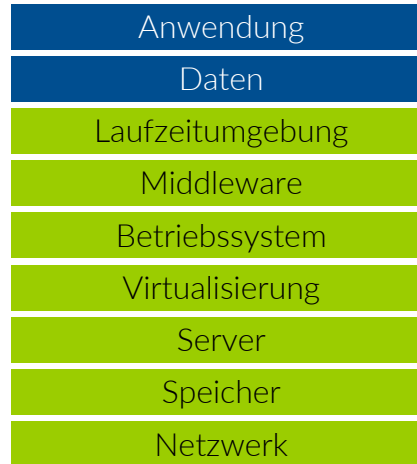 Anwendung
Daten
Laufzeitumgebung
Middleware
Betriebssystem
Virtualisierung
Server
Speicher
Netzwerk